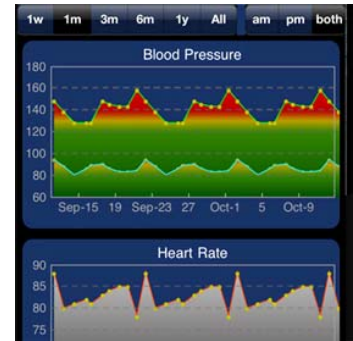 1w 1m 3m 6m 1y All am pm both
Blood Pressure
180
160
140
120
100
80
60
Sep-15 19 Sep-23 27 Oct-1 5 Oct-9
Heart Rate
90
85
80
75